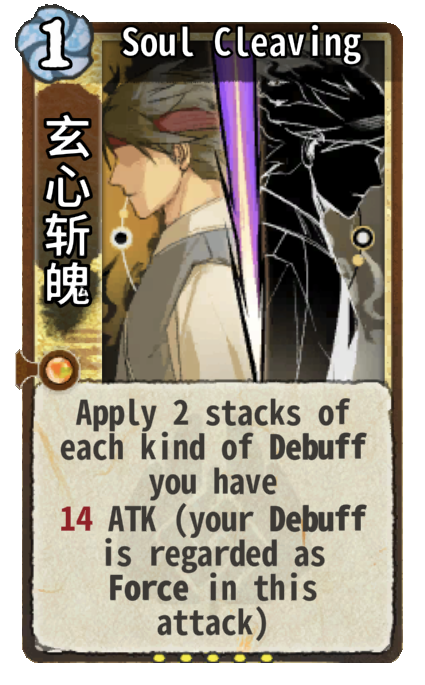 1
Soul Cleaving
玄心斩魄
Apply 2 stacks of
each kind of Debuff
you have
14 ATK (your Debuff
is regarded as
Force in this
attack)